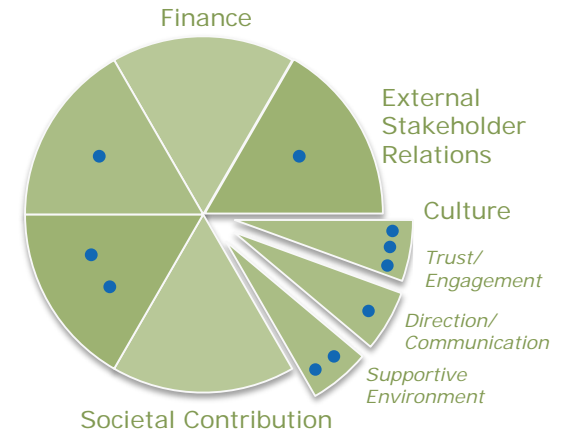 Finance
External
Stakeholder
Relations
Culture
Trust/
Engagement
Direction/
Communication
Supportive
Environment
Societal Contribution